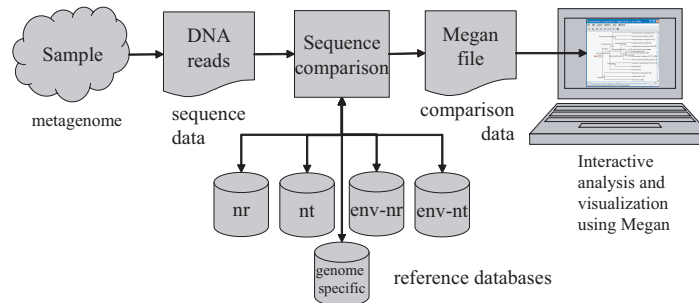 Sample
metagenome
DNA
reads
sequence
data
Sequence
comparison
Megan
file
comparison
data
Interactive
analysis and
visualization
using Megan
nr
nt
env-nr
env-nt
genome
specific
reference databases